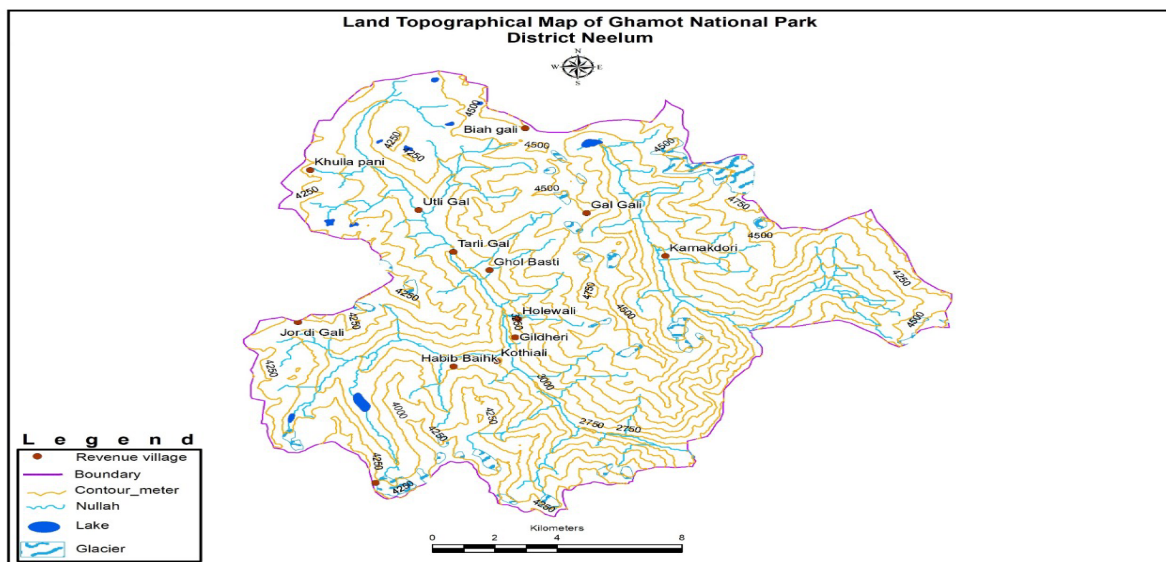 Land Topographical Map of Ghamot National Park
District Neelum
N
W E
S
4500
Biah gali
4250
4250
4500
4500
Khulla pani
4250
4500
4750
Utli Gal
Gal Gali
4500
Tarli Gal
Kamakdori
Ghol Basti
4250
4750
4250
4500
Holewali
3250
4250
4500
Jor di Gali
Gildheri
Habib Baihk
Kothiali
4250
3000
4000
4250
2750
2750
4250
4250
4250
4250
Legend
Revenue village
Boundary
Contour_meter
Nullah
Lake
Glacier
Kilometers
0 2 4 8